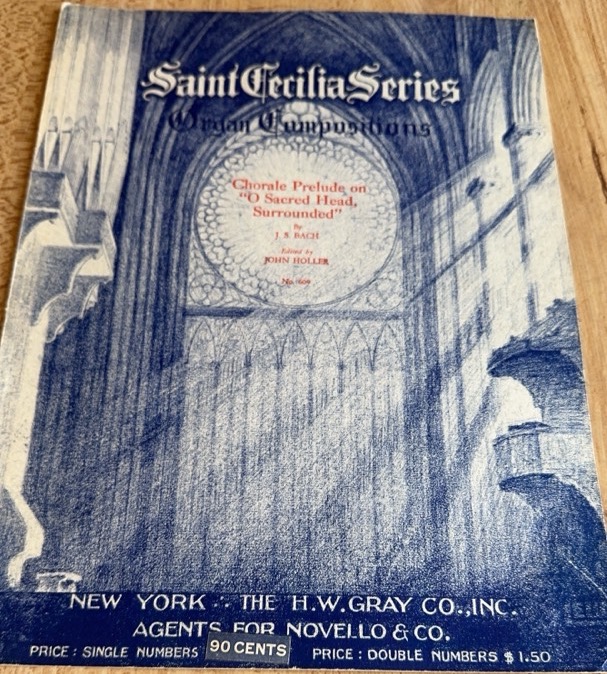 Saint Cecilia Series
Organ Compositions
Chorale Prelude on
"O Sacred Head,
Surrounded"
By
J. S. BACH
Edited by
JOHN HOLLER
No.
NEW YORK ∴ THE H.W. GRAY CO., INC.
AGENTS FOR NOVELLO & CO.
PRICE : SINGLE NUMBERS 90 CENTS PRICE : DOUBLE NUMBERS $ 1.50